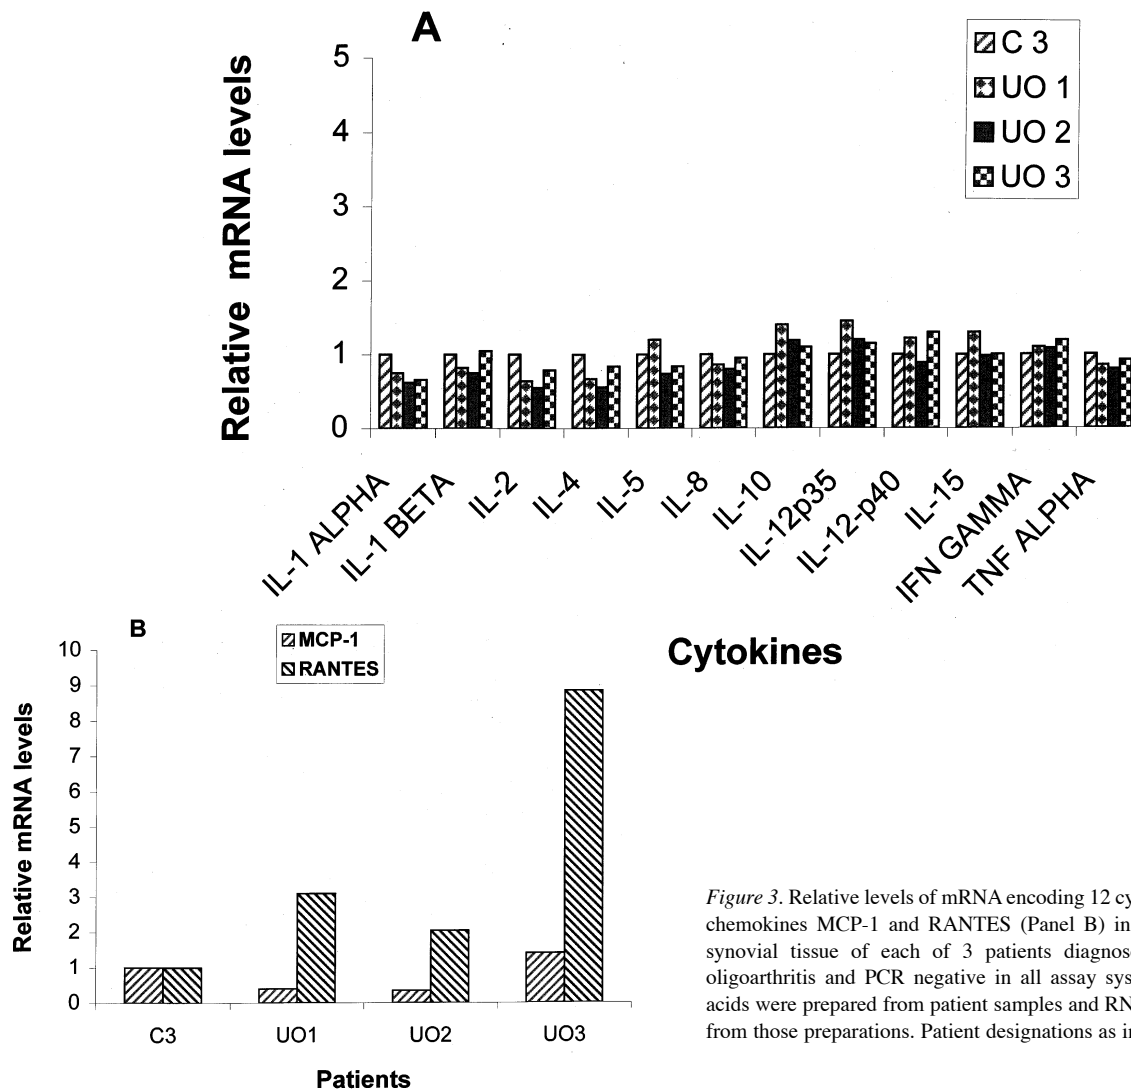 A
C 3
UO 1
UO 2
UO 3
Relative mRNA levels
5
4
3
2
1
0
IL-1 ALPHA
IL-1 BETA
IL-2
IL-4
IL-5
IL-8
IL-10
IL-12p35
IL-12-p40
IL-15
IFN GAMMA
TNF ALPHA
Cytokines
B
MCP-1
RANTES
Relative mRNA levels
10
9
8
7
6
5
4
3
2
1
0
C3
UO1
UO2
UO3
Patients
Figure 3. Relative levels of mRNA encoding 12 cy
chemokines MCP-1 and RANTES (Panel B) in
synovial tissue of each of 3 patients diagnose
oligoarthritis and PCR negative in all assay sys
acids were prepared from patient samples and RN
from those preparations. Patient designations as i